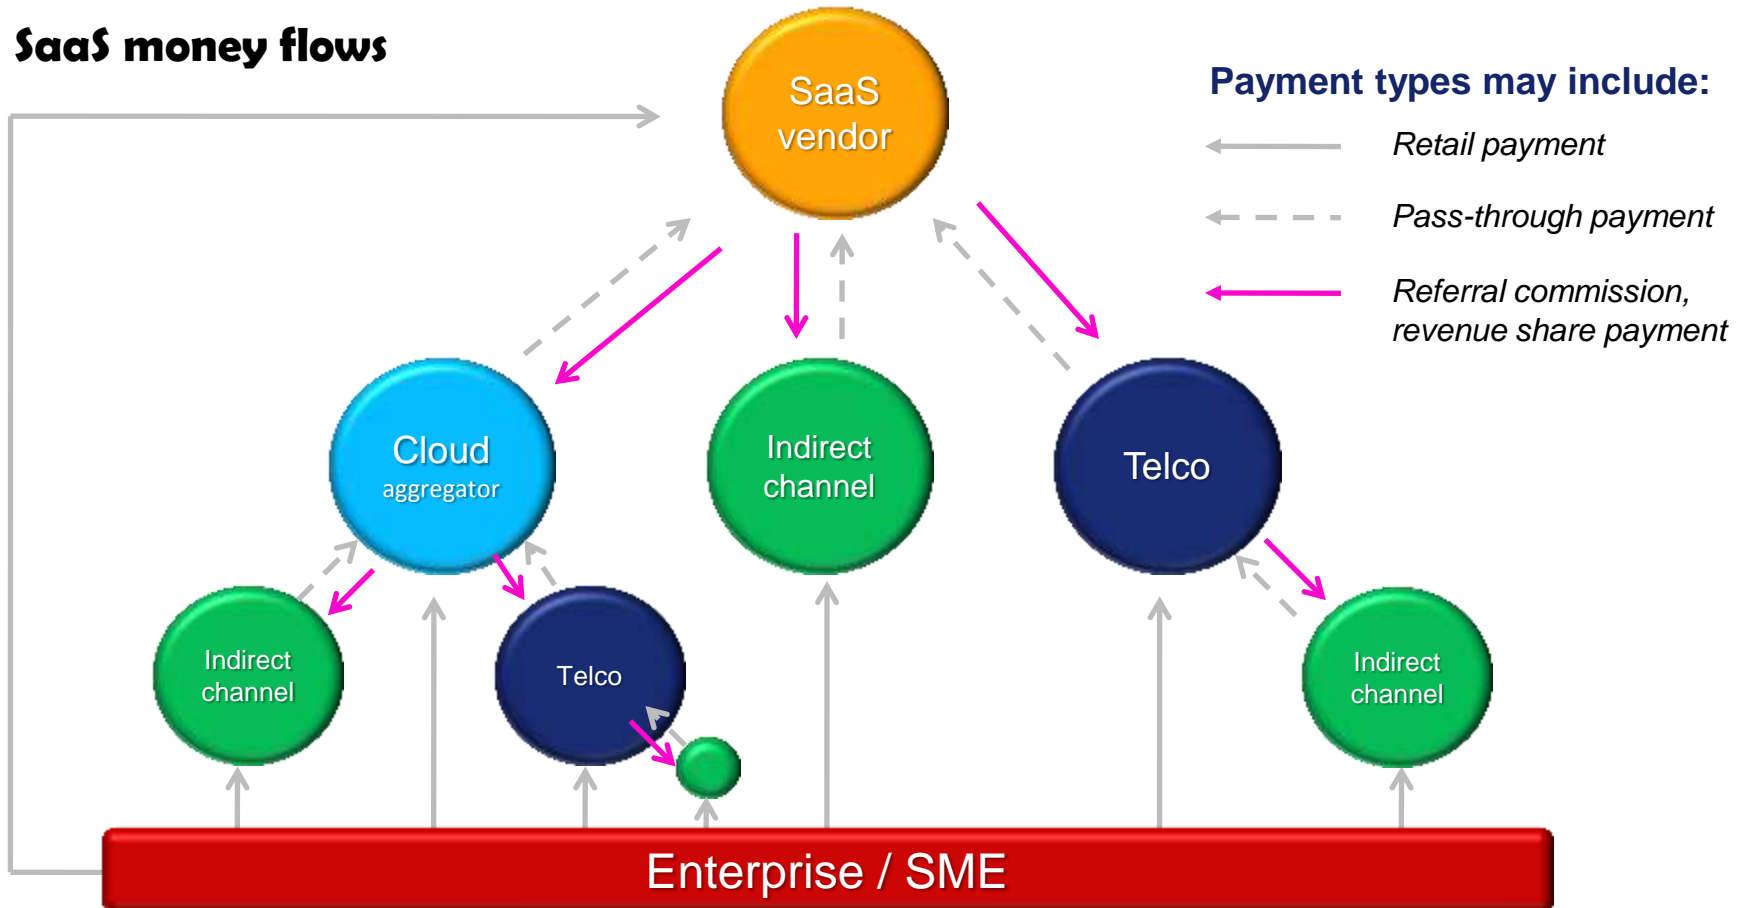 SaaS money flows
SaaS
vendor
Payment types may include:
Retail payment
Pass-through payment
Referral commission,
revenue share payment
Cloud
aggregator
Indirect
channel
Telco
Indirect
channel
Telco
Indirect
channel
Enterprise / SME